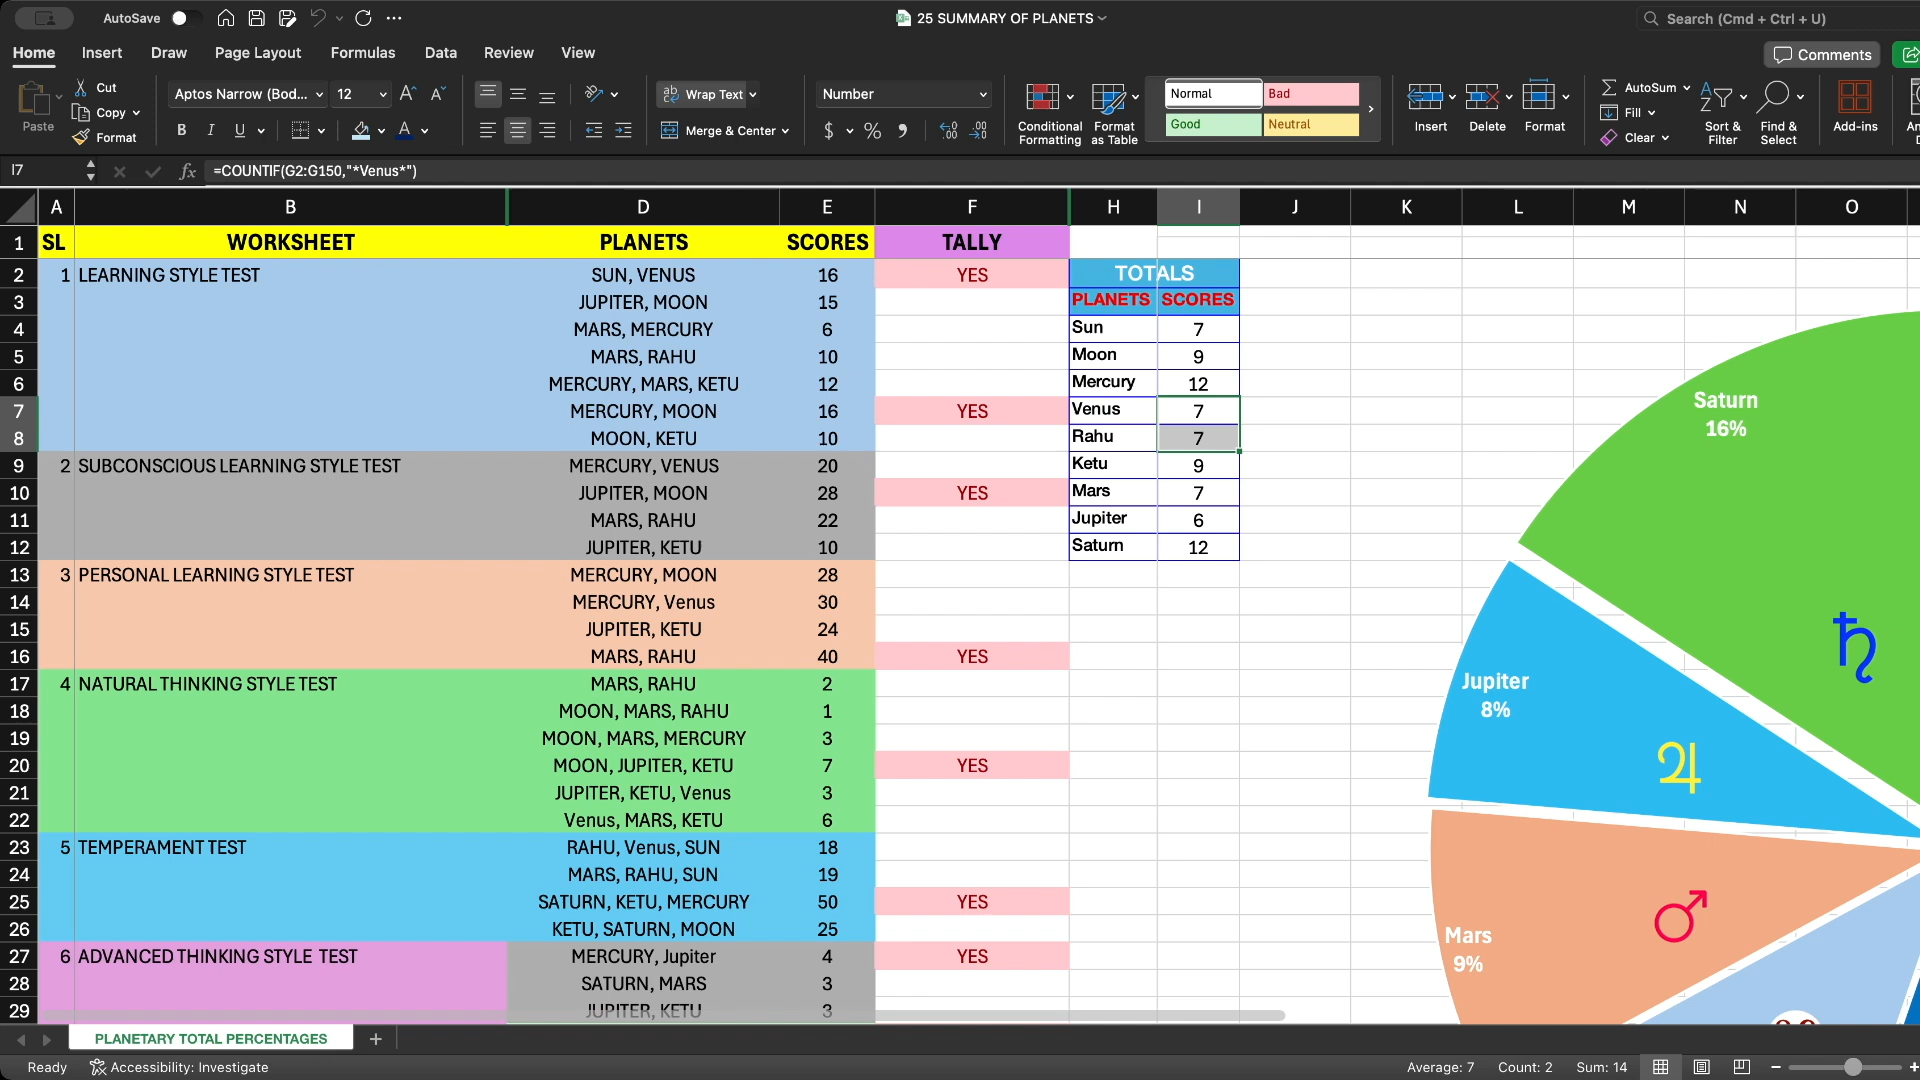 AutoSave
25 SUMMARY OF PLANETS
Search (Cmd + Ctrl + U)
Home Insert Draw Page Layout Formulas Data Review View
Comments
Paste
Cut
Copy
Format
Aptos Narrow (Bod... 12
B I U
Wrap Text
Merge & Center
Number
$ % 
Conditional Formatting
Format as Table
Normal Bad
Good Neutral
Insert Delete Format
AutoSum
Fill
Clear
Sort & Filter
Find & Select
Add-ins
I7 fx =COUNTIF(G2:G150,"*Venus*")
A B D E F H I J K L M N O
1 SL WORKSHEET PLANETS SCORES TALLY
2 1 LEARNING STYLE TEST SUN, VENUS 16 YES TOTALS
3 JUPITER, MOON 15 PLANETS SCORES
4 MARS, MERCURY 6 Sun 7
5 MARS, RAHU 10 Moon 9
6 MERCURY, MARS, KETU 12 Mercury 12
7 MERCURY, MOON 16 YES Venus 7
8 MOON, KETU 10 Rahu 7
9 2 SUBCONSCIOUS LEARNING STYLE TEST MERCURY, VENUS 20 Ketu 9
10 JUPITER, MOON 28 YES Mars 7
11 MARS, RAHU 22 Jupiter 6
12 JUPITER, KETU 10 Saturn 12
13 3 PERSONAL LEARNING STYLE TEST MERCURY, MOON 28
14 MERCURY, Venus 30
15 JUPITER, KETU 24
16 MARS, RAHU 40 YES
17 4 NATURAL THINKING STYLE TEST MARS, RAHU 2
18 MOON, MARS, RAHU 1
19 MOON, MARS, MERCURY 3
20 MOON, JUPITER, KETU 7 YES
21 JUPITER, KETU, Venus 3
22 Venus, MARS, KETU 6
23 5 TEMPERAMENT TEST RAHU, Venus, SUN 18
24 MARS, RAHU, SUN 19
25 SATURN, KETU, MERCURY 50 YES
26 KETU, SATURN, MOON 25
27 6 ADVANCED THINKING STYLE TEST MERCURY, Jupiter 4 YES
28 SATURN, MARS 3
29 JUPITER, KETU 3
Saturn
16%
♄
Jupiter
8%
♃
Mars
9%
♂
PLANETARY TOTAL PERCENTAGES +
Ready Accessibility: Investigate Average: 7 Count: 2 Sum: 14